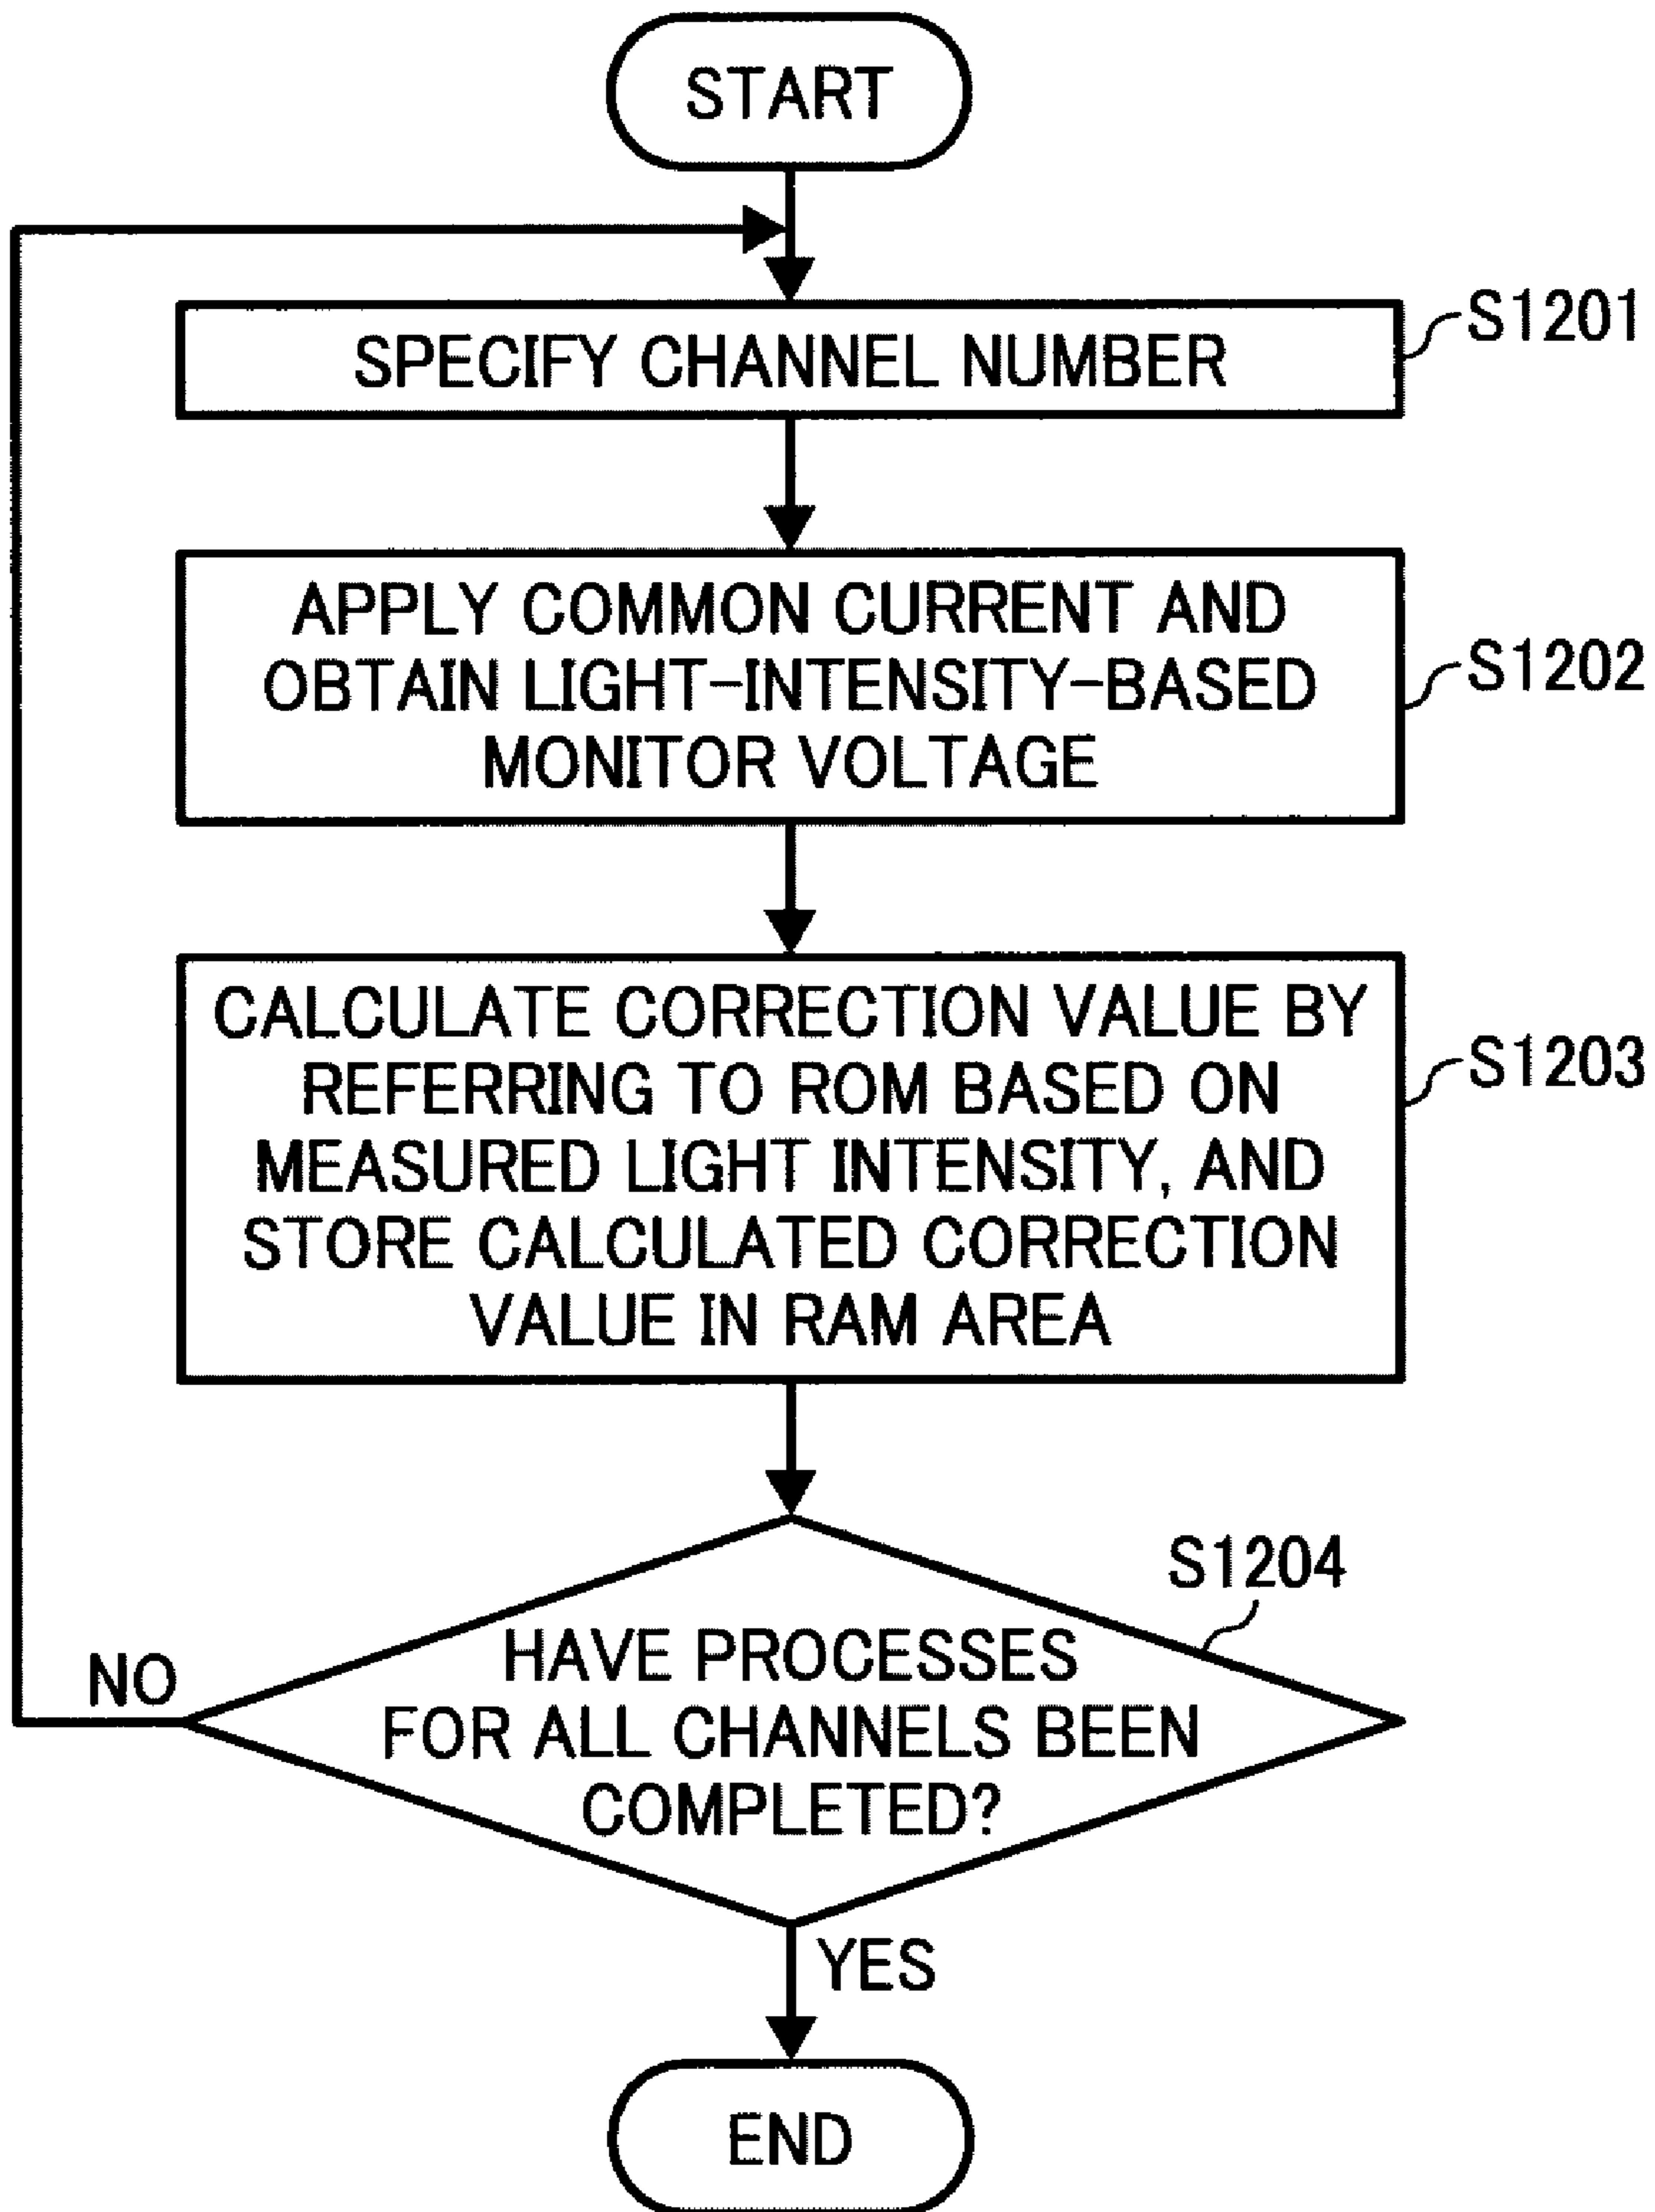 START
SPECIFY CHANNEL NUMBER
S1201
APPLY COMMON CURRENT AND
OBTAIN LIGHT-INTENSITY-BASED
MONITOR VOLTAGE
S1202
CALCULATE CORRECTION VALUE BY
REFERRING TO ROM BASED ON
MEASURED LIGHT INTENSITY, AND
STORE CALCULATED CORRECTION
VALUE IN RAM AREA
S1203
S1204
HAVE PROCESSES
FOR ALL CHANNELS BEEN
COMPLETED?
NO
YES
END